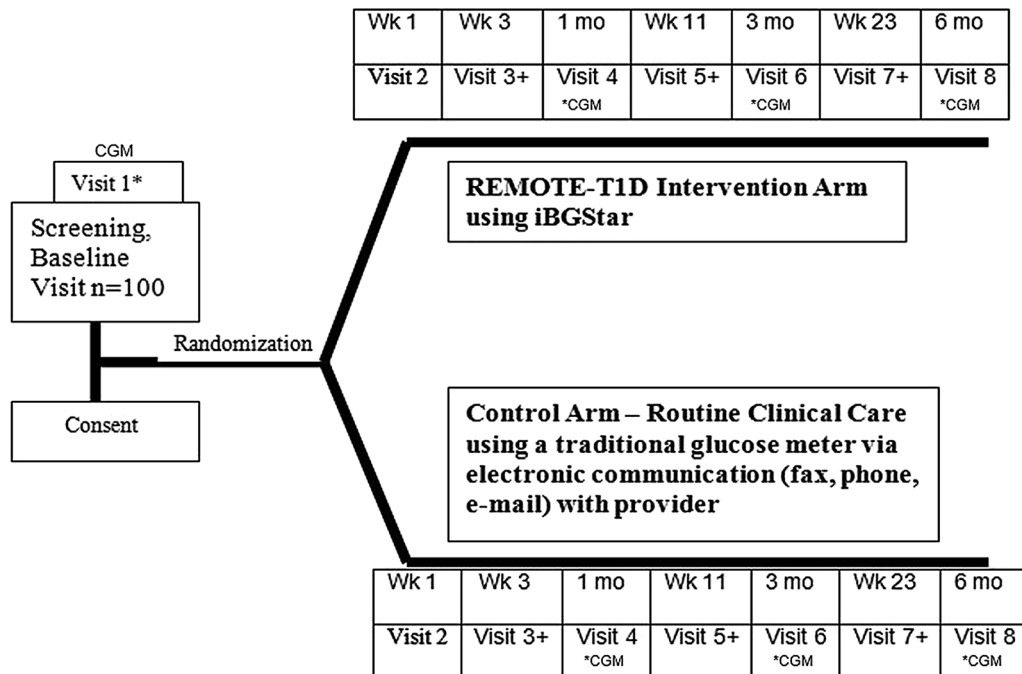 Wk 1 Wk 3 1 mo Wk 11 3 mo Wk 23 6 mo
Visit 2 Visit 3+ Visit 4 Visit 5+ Visit 6 Visit 7+ Visit 8
*CGM *CGM *CGM
CGM
Visit 1*
Screening,
Baseline
Visit n=100
REMOTE-T1D Intervention Arm
using iBGStar
Randomization
Consent
Control Arm – Routine Clinical Care
using a traditional glucose meter via
electronic communication (fax, phone,
e-mail) with provider
Wk 1 Wk 3 1 mo Wk 11 3 mo Wk 23 6 mo
Visit 2 Visit 3+ Visit 4 Visit 5+ Visit 6 Visit 7+ Visit 8
*CGM *CGM *CGM